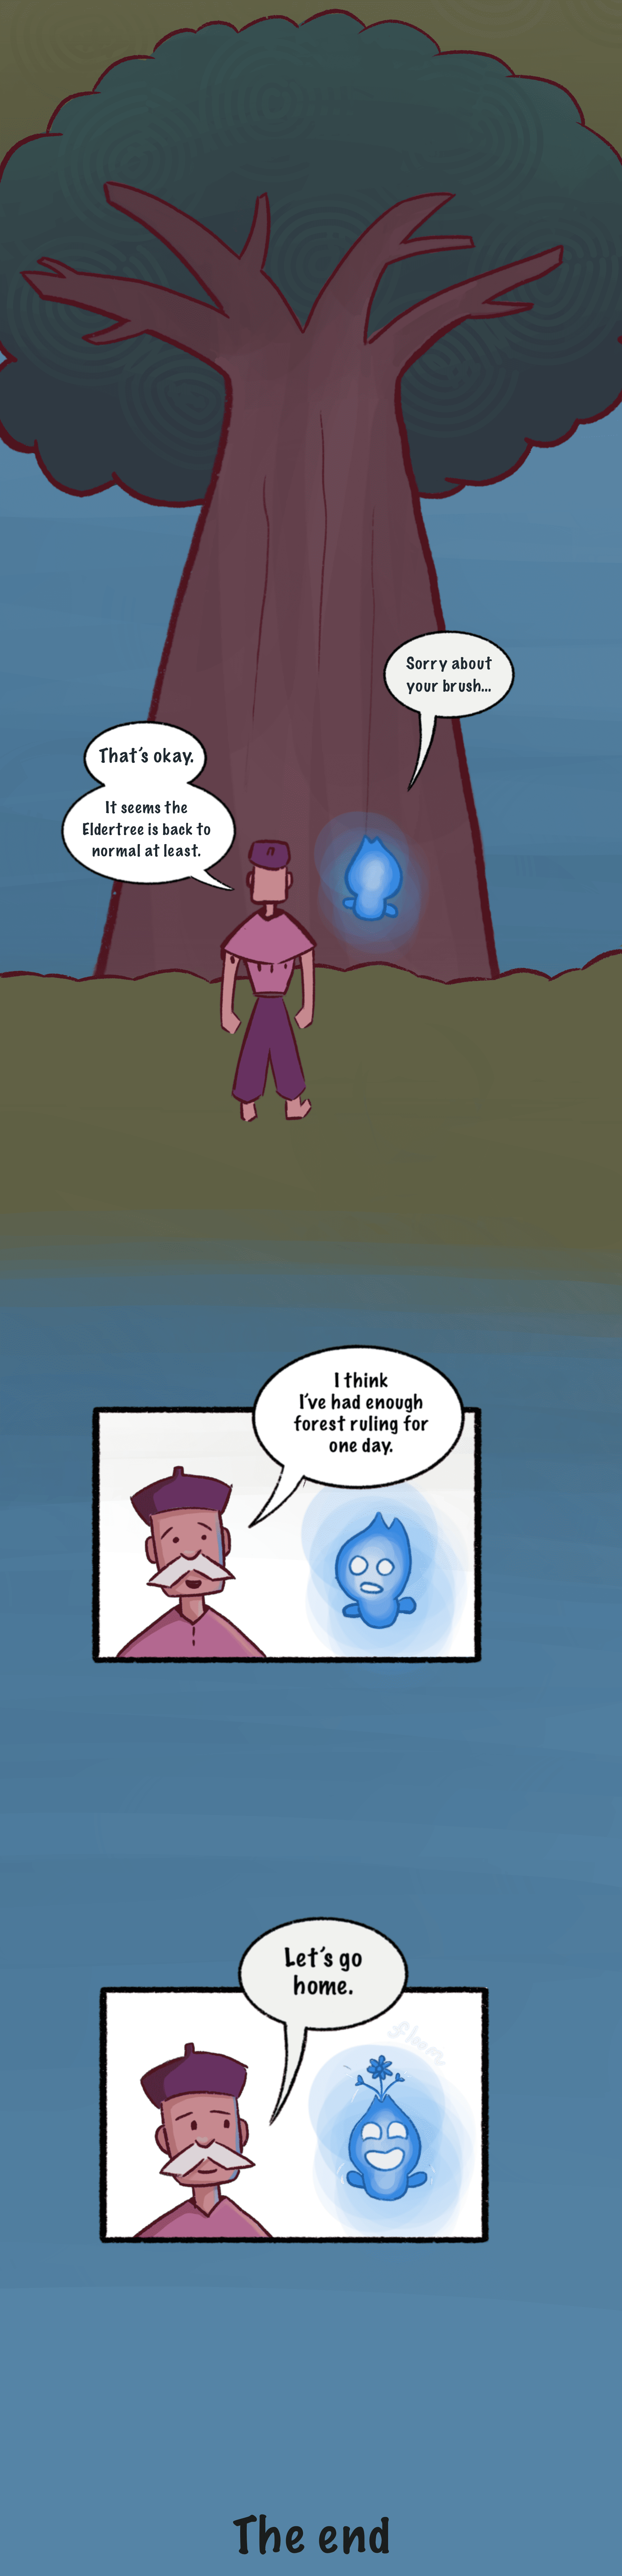 Sorry about
your brush...
That's okay.
It seems the
Eldertree is back to
normal at least.
I think
I've had enough
forest ruling for
one day.
Let's go
home.
floom
The end